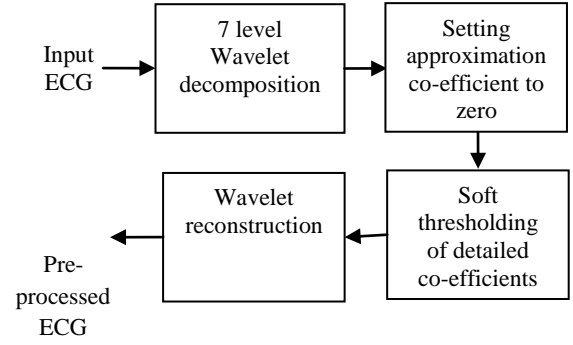 Input
ECG
7 level
Wavelet
decomposition
Setting
approximation
co-efficient to
zero
Soft
thresholding
of detailed
co-efficients
Wavelet
reconstruction
Pre-
processed
ECG